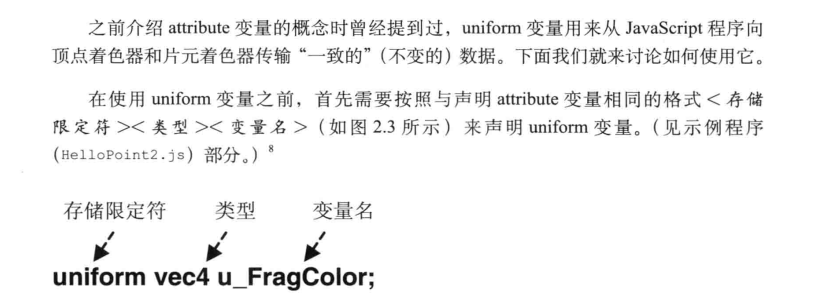 之前介绍 attribute 变量的概念时曾经提到过，uniform 变量用来从 JavaScript 程序向
顶点着色器和片元着色器传输“一致的”（不变的）数据。下面我们就来讨论如何使用它。
在使用 uniform 变量之前，首先需要按照与声明 attribute 变量相同的格式 < 存储
限定符 >< 类型 >< 变量名 >（如图 2.3 所示）来声明 uniform 变量。（见示例程序
（HelloPoint2.js）部分。）8
存储限定符 类型 变量名
uniform vec4 u_FragColor;